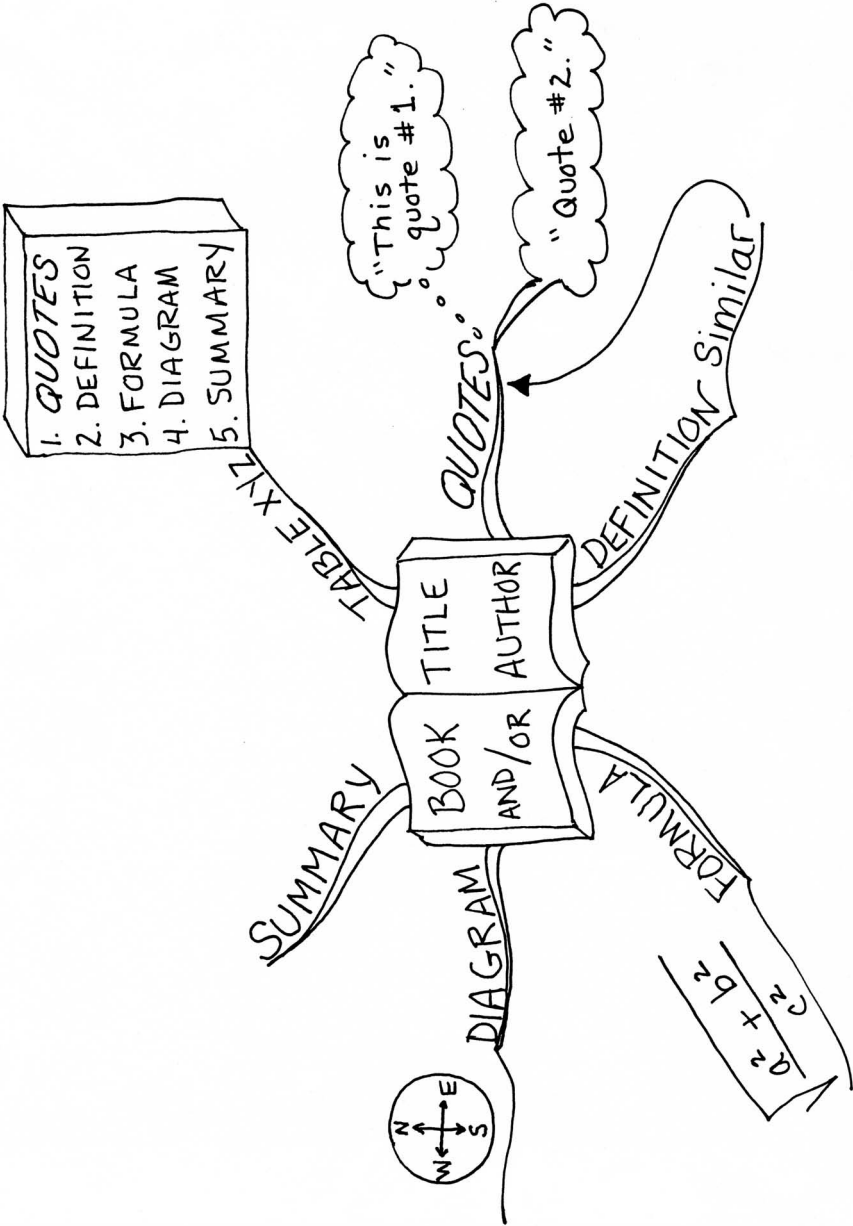 BOOK
AND/OR
TITLE
AUTHOR
TABLE XYZ
1. QUOTES
2. DEFINITION
3. FORMULA
4. DIAGRAM
5. SUMMARY
QUOTES
"This is
quote #1."
"Quote #2."
DEFINITION
Similar
FORMULA
a² + b²
c²
DIAGRAM
N
W E
S
SUMMARY